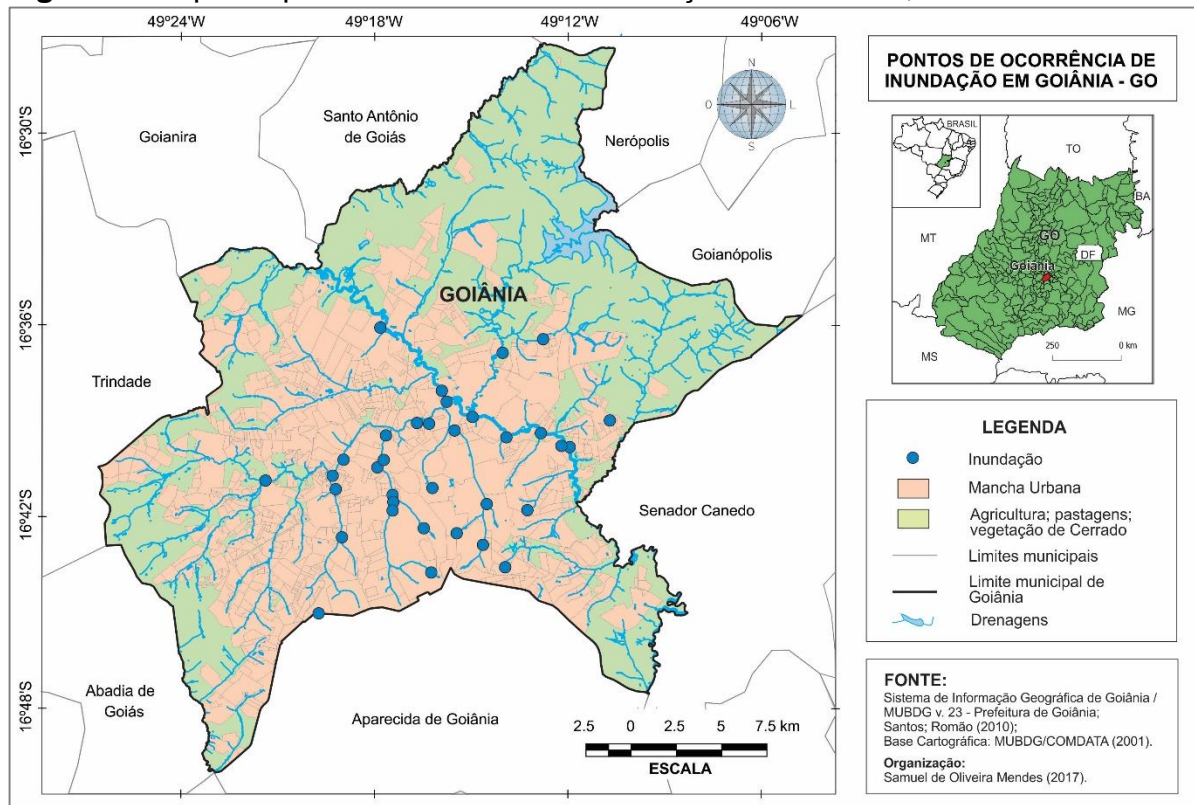 49°24'W 49°18'W 49°12'W 49°06'W
16°30'S
16°36'S
16°42'S
16°48'S
Goianira
Santo Antônio
de Goiás
Nerópolis
Goianópolis
GOIÂNIA
Trindade
Senador Canedo
Abadia de
Goiás
Aparecida de Goiânia
N
O L
S
2.5 0 2.5 5 7.5 km
ESCALA
PONTOS DE OCORRÊNCIA DE
INUNDAÇÃO EM GOIÂNIA - GO
BRASIL
TO
BA
MT
GO
DF
Goiânia
MG
MS
250 0 km
LEGENDA
Inundação
Mancha Urbana
Agricultura; pastagens;
vegetação de Cerrado
Limites municipais
Limite municipal de
Goiânia
Drenagens
FONTE:
Sistema de Informação Geográfica de Goiânia /
MUBDG v. 23 - Prefeitura de Goiânia;
Santos; Romão (2010);
Base Cartográfica: MUBDG/COMDATA (2001).
Organização:
Samuel de Oliveira Mendes (2017).